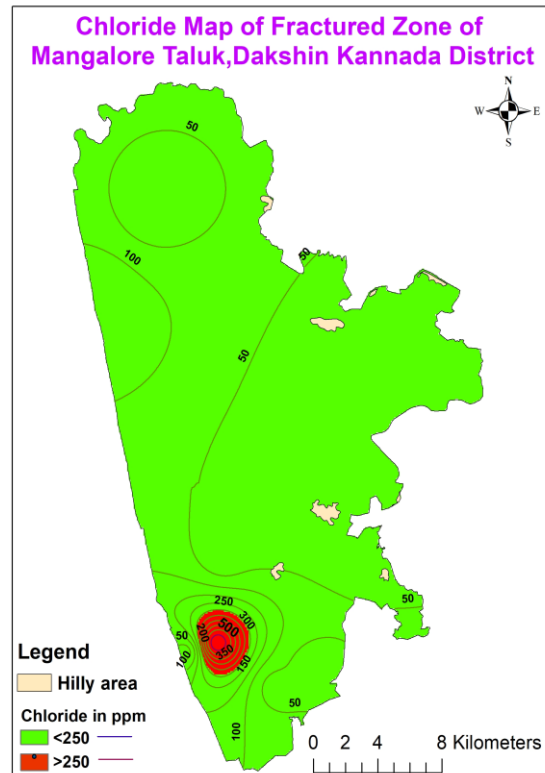 Chloride Map of Fractured Zone of
Mangalore Taluk,Dakshin Kannada District
N
W E
S
50
100
50
50
50
250
300
500
200
350
150
50
100
50
100
Legend
Hilly area
Chloride in ppm
<250
>250
0 2 4 8 Kilometers